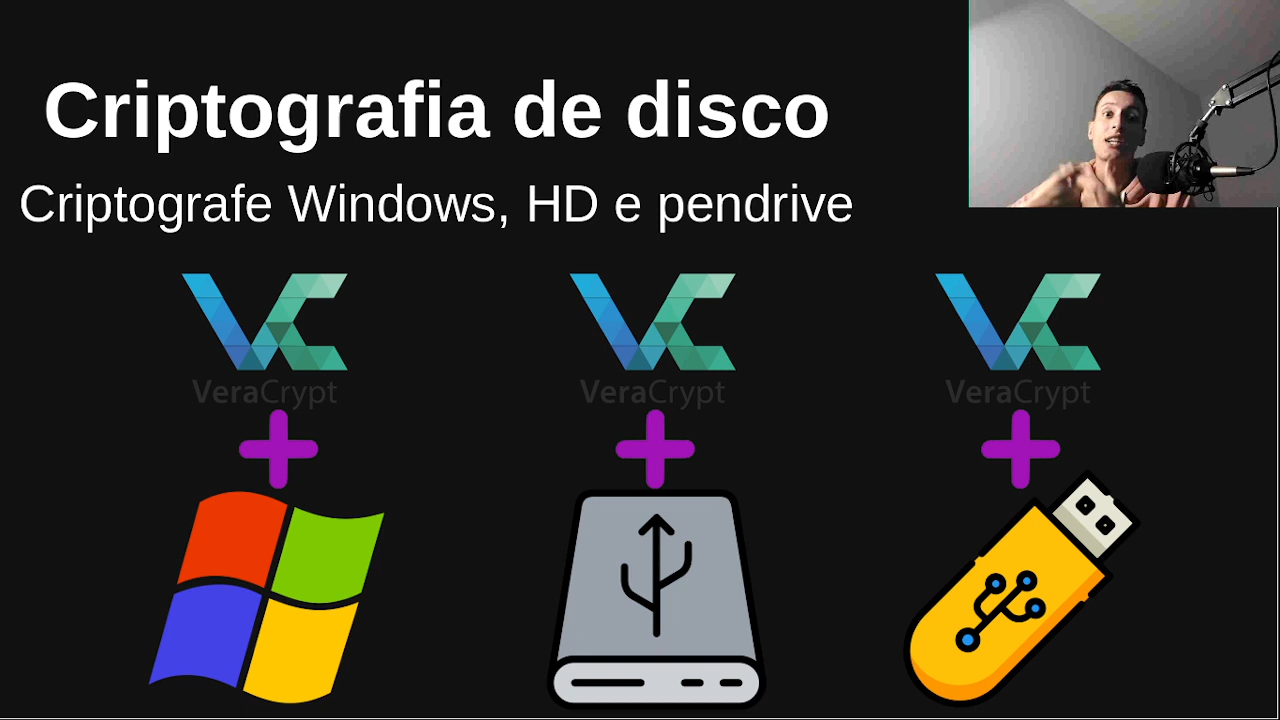 Criptografia de disco
Criptografe Windows, HD e pendrive
VeraCrypt
VeraCrypt
VeraCrypt